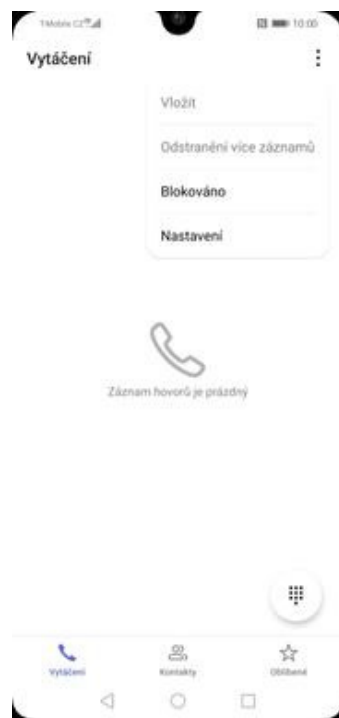 T-Mobile CZ
10:00
Vytáčení
Vložit
Odstranění více záznamů
Blokováno
Nastavení
Záznam hovorů je prázdný
Vytáčení
Kontakty
Oblíbené